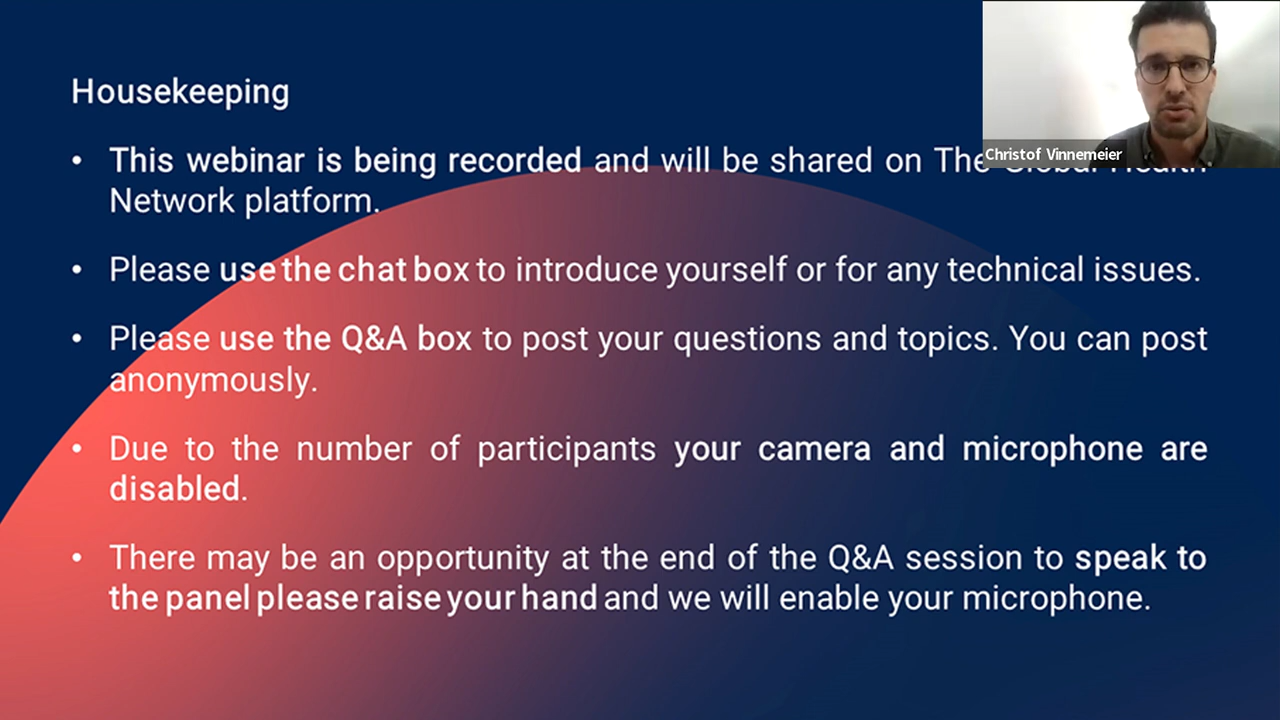 Housekeeping
Christof Vinnemeier
• This webinar is being recorded and will be shared on The Global Health
Network platform.
• Please use the chat box to introduce yourself or for any technical issues.
• Please use the Q&A box to post your questions and topics. You can post
anonymously.
• Due to the number of participants your camera and microphone are
disabled.
• There may be an opportunity at the end of the Q&A session to speak to
the panel please raise your hand and we will enable your microphone.